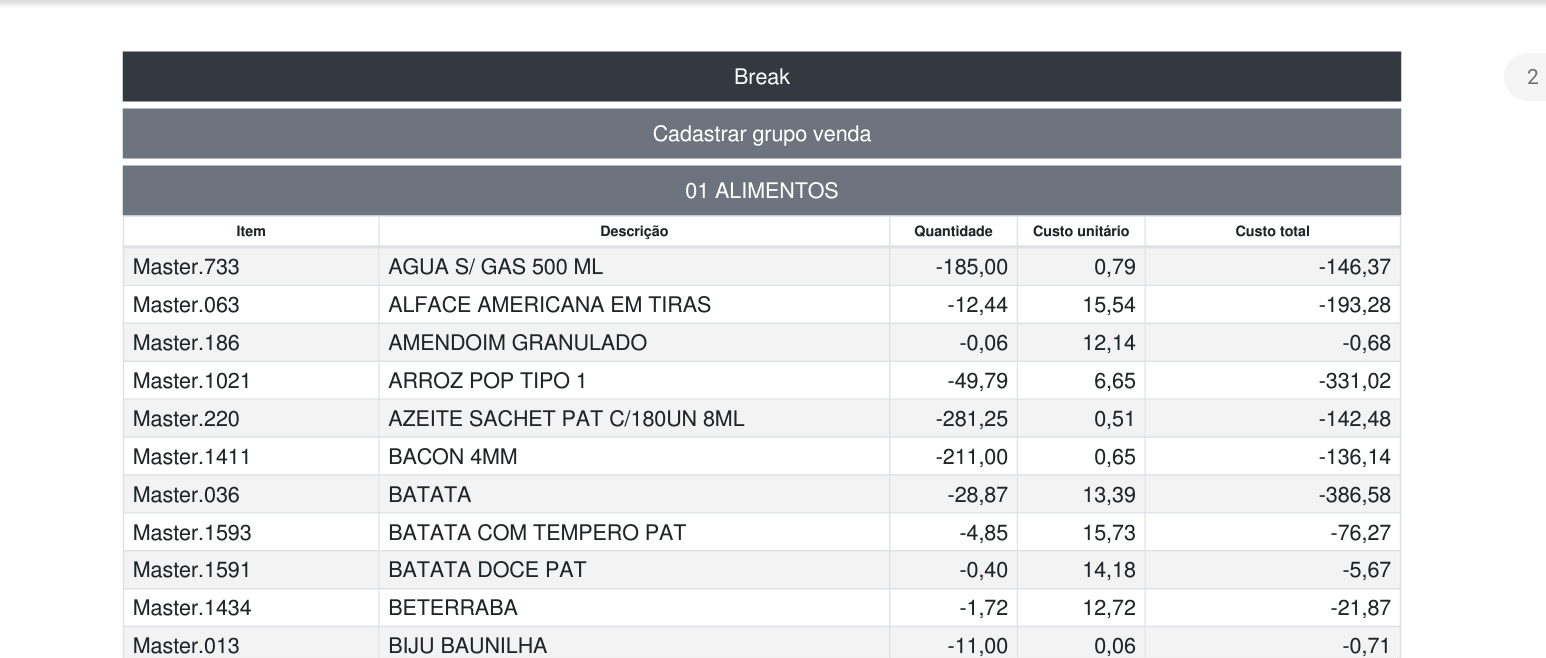 Break
2
Cadastrar grupo venda
01 ALIMENTOS
Item Descrição Quantidade Custo unitário Custo total
Master.733 AGUA S/ GAS 500 ML -185,00 0,79 -146,37
Master.063 ALFACE AMERICANA EM TIRAS -12,44 15,54 -193,28
Master.186 AMENDOIM GRANULADO -0,06 12,14 -0,68
Master.1021 ARROZ POP TIPO 1 -49,79 6,65 -331,02
Master.220 AZEITE SACHET PAT C/180UN 8ML -281,25 0,51 -142,48
Master.1411 BACON 4MM -211,00 0,65 -136,14
Master.036 BATATA -28,87 13,39 -386,58
Master.1593 BATATA COM TEMPERO PAT -4,85 15,73 -76,27
Master.1591 BATATA DOCE PAT -0,40 14,18 -5,67
Master.1434 BETERRABA -1,72 12,72 -21,87
Master.013 BIJU BAUNILHA -11,00 0,06 -0,71